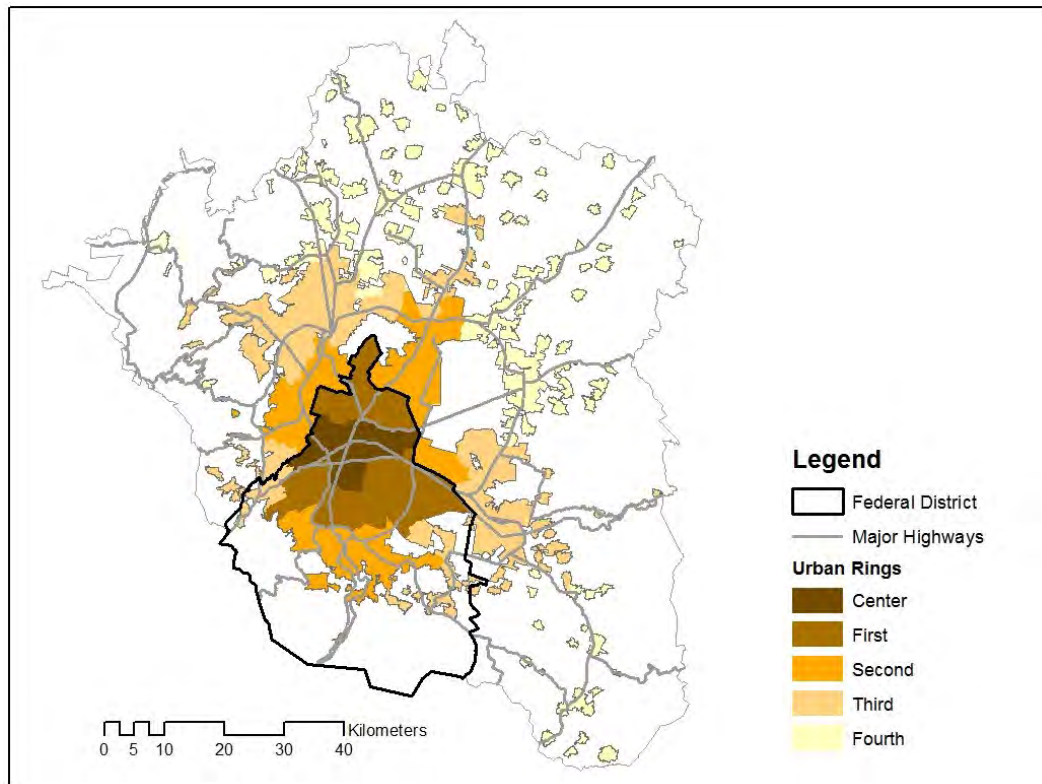 Legend
Federal District
Major Highways
Urban Rings
Center
First
Second
Third
Fourth
Kilometers
0 5 10 20 30 40